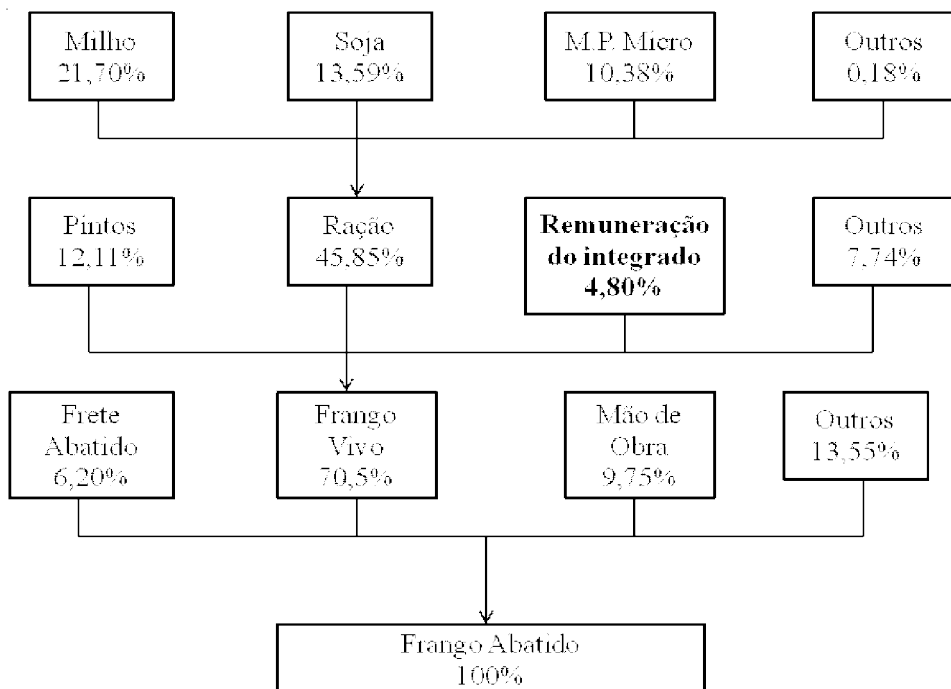 Milho
21,70%
Soja
13,59%
M.P. Micro
10,38%
Outros
0,18%
Pintos
12,11%
Ração
45,85%
Remuneração
do integrado
4,80%
Outros
7,74%
Frete
Abatido
6,20%
Frango
Vivo
70,5%
Mão de
Obra
9,75%
Outros
13,55%
Frango Abatido
100%